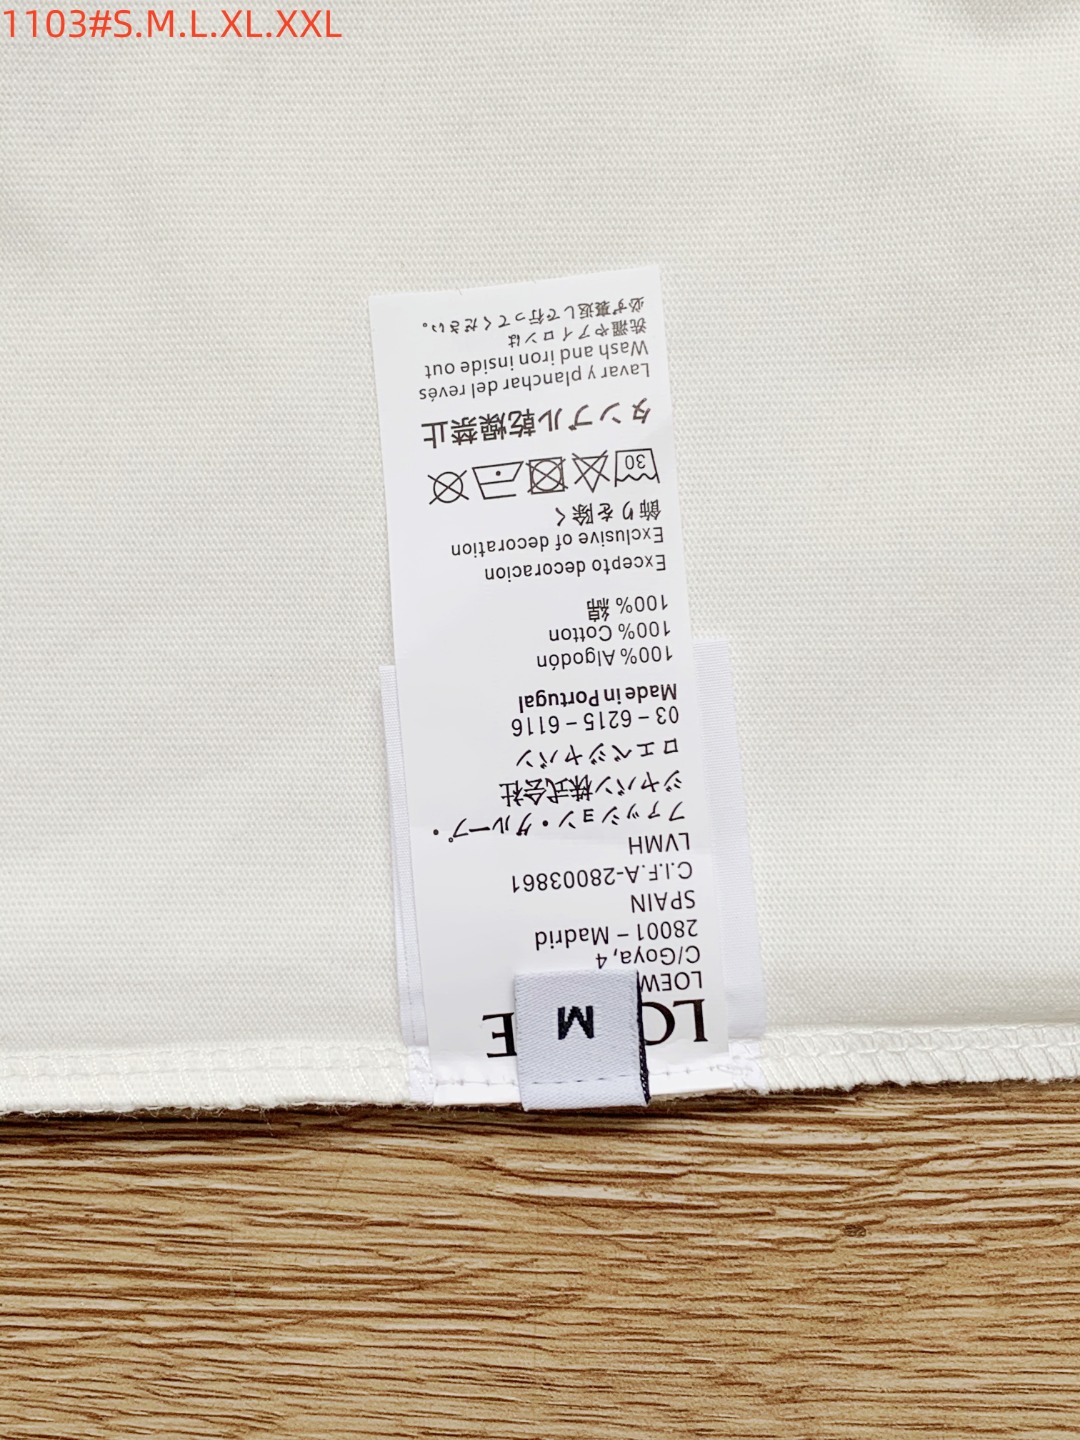 1103#S.M.L.XL.XXL
M
LO E
LOEW
C/Goya, 4
28001 – Madrid
SPAIN
C.I.F.A-28003861
LVMH
ファッション・グループ・
ジャパン株式会社
ロエベジャパン
03 – 6215 – 6116
Made in Portugal
100% Algodón
100% Cotton
100% 綿
Excepto decoracion
Exclusive of decoration
飾りを除く
30
タンブル乾燥禁止
Lavar y planchar del revés
Wash and iron inside out
洗濯やアイロンは
必ず裏返しで行ってください。